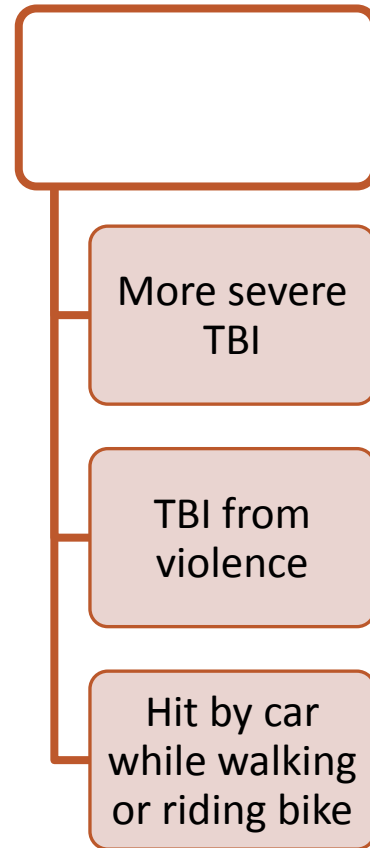 More severe
TBI
TBI from
violence
Hit by car
while walking
or riding bike